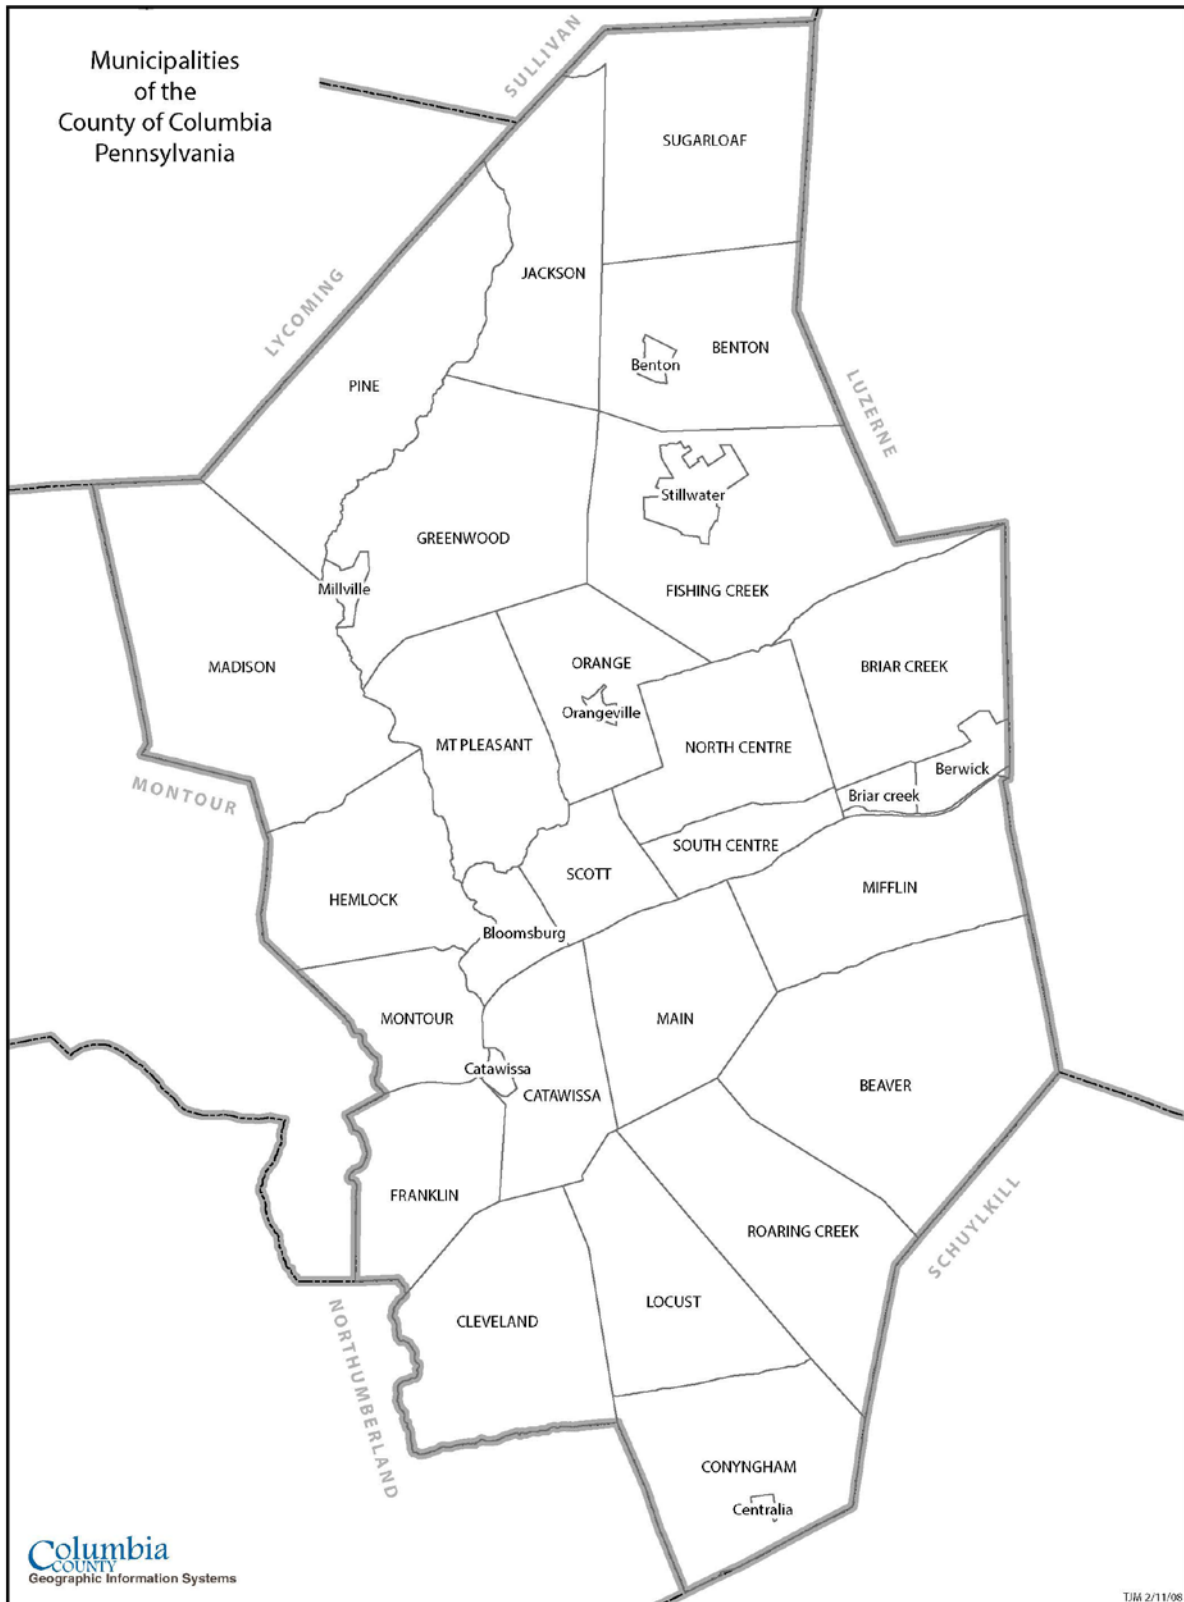 Municipalities
of the
County of Columbia
Pennsylvania
SULLIVAN
SUGARLOAF
JACKSON
LYCOMING
BENTON
Benton
PINE
LUZERNE
Stillwater
GREENWOOD
Millville
FISHING CREEK
MADISON
ORANGE
BRIAR CREEK
Orangeville
MT PLEASANT
NORTH CENTRE
Berwick
MONTOUR
Briar creek
SOUTH CENTRE
SCOTT
MIFFLIN
HEMLOCK
Bloomsburg
MONTOUR
MAIN
Catawissa
CATAWISSA
BEAVER
FRANKLIN
ROARING CREEK
SCHUYLKILL
LOCUST
CLEVELAND
NORTHUMBERLAND
CONYNGHAM
Centralia
Columbia
COUNTY
Geographic Information Systems
TJM 2/11/08